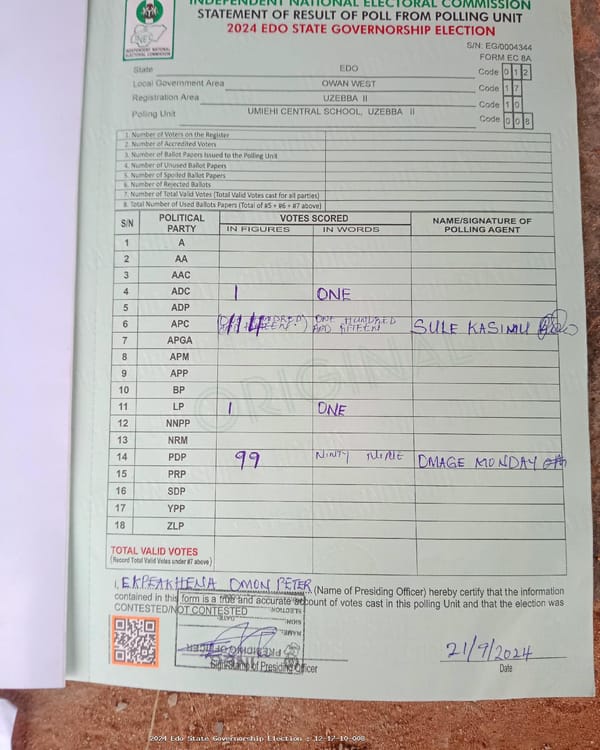 INDEPENDENT NATIONAL ELECTORAL COMMISSION
STATEMENT OF RESULT OF POLL FROM POLLING UNIT
2024 EDO STATE GOVERNORSHIP ELECTION
INDEPENDENT NATIONAL ELECTORAL COMMISSION
S/N: EG/0004344
FORM EC 8A
State EDO Code 0 1 2
Local Government Area OWAN WEST Code 1 7
Registration Area UZEBBA II Code 1 0
Polling Unit UMIEHI CENTRAL SCHOOL, UZEBBA II Code 0 0 8
1. Number of Voters on the Register
2. Number of Accredited Voters
3. Number of Ballot Papers Issued to the Polling Unit
4. Number of Unused Ballot Papers
5. Number of Spoiled Ballot Papers
6. Number of Rejected Ballots
7. Number of Total Valid Votes (Total Valid Votes cast for all parties)
8. Total Number of Used Ballots Papers (Total of #5 + #6 + #7 above)
S/N POLITICAL PARTY VOTES SCORED NAME/SIGNATURE OF POLLING AGENT
IN FIGURES IN WORDS
1 A
2 AA
3 AAC
4 ADC 1 ONE
5 ADP
6 APC 114 ONE HUNDRED AND SULE KASIMU
7 APGA
8 APM
9 APP
10 BP
11 LP 1 ONE
12 NNPP
13 NRM
14 PDP 99 NINTY NINE OMAGE MONDAY
15 PRP
16 SDP
17 YPP
18 ZLP
ORIGINAL
TOTAL VALID VOTES
(Record Total Valid Votes under #7 above)
I, EKPEAKHENA OMON PETER (Name of Presiding Officer) hereby certify that the information
contained in this form is a true and accurate account of votes cast in this polling Unit and that the election was
CONTESTED/NOT CONTESTED
ELECTION:
DATE:
SIGN:
NAME:
PRESIDING OFFICER
INEC
Sign/Stamp of Presiding Officer
21/9/2024
Date
2024 Edo State Governorship Election : 12-17-10-008